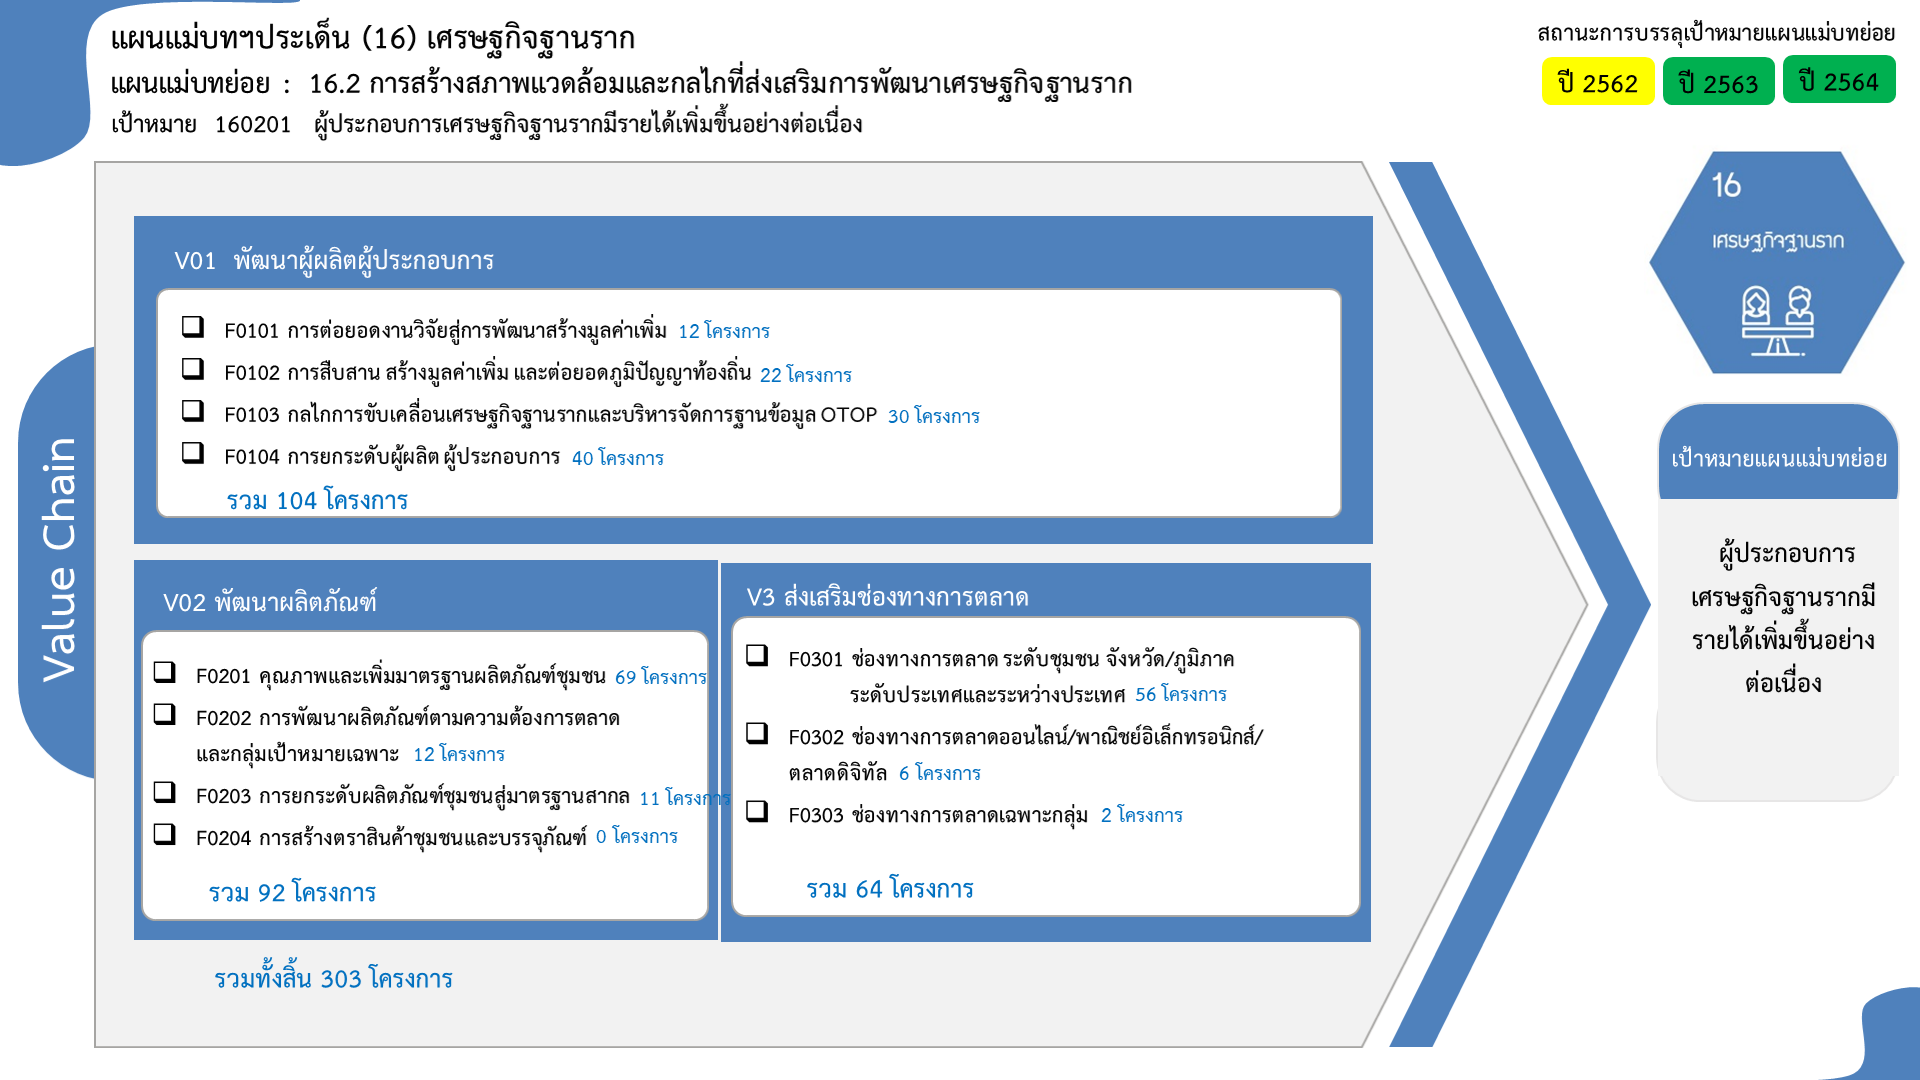 แผนแม่บทฯประเด็น (16) เศรษฐกิจฐานราก
แผนแม่บทย่อย : 16.2 การสร้างสภาพแวดล้อมและกลไกที่ส่งเสริมการพัฒนาเศรษฐกิจฐานราก
เป้าหมาย 160201 ผู้ประกอบการเศรษฐกิจฐานรากมีรายได้เพิ่มขึ้นอย่างต่อเนื่อง
สถานะการบรรลุเป้าหมายแผนแม่บทย่อย
ปี 2562 ปี 2563 ปี 2564
Value Chain
V01 พัฒนาผู้ผลิตผู้ประกอบการ
F0101 การต่อยอดงานวิจัยสู่การพัฒนาสร้างมูลค่าเพิ่ม 12 โครงการ
F0102 การสืบสาน สร้างมูลค่าเพิ่ม และต่อยอดภูมิปัญญาท้องถิ่น 22 โครงการ
F0103 กลไกการขับเคลื่อนเศรษฐกิจฐานรากและบริหารจัดการฐานข้อมูล OTOP 30 โครงการ
F0104 การยกระดับผู้ผลิต ผู้ประกอบการ 40 โครงการ
รวม 104 โครงการ
V02 พัฒนาผลิตภัณฑ์
F0201 คุณภาพและเพิ่มมาตรฐานผลิตภัณฑ์ชุมชน 69 โครงการ
F0202 การพัฒนาผลิตภัณฑ์ตามความต้องการตลาด
และกลุ่มเป้าหมายเฉพาะ 12 โครงการ
F0203 การยกระดับผลิตภัณฑ์ชุมชนสู่มาตรฐานสากล 11 โครงการ
F0204 การสร้างตราสินค้าชุมชนและบรรจุภัณฑ์ 0 โครงการ
รวม 92 โครงการ
V3 ส่งเสริมช่องทางการตลาด
F0301 ช่องทางการตลาด ระดับชุมชน จังหวัด/ภูมิภาค
ระดับประเทศและระหว่างประเทศ 56 โครงการ
F0302 ช่องทางการตลาดออนไลน์/พาณิชย์อิเล็กทรอนิกส์/
ตลาดดิจิทัล 6 โครงการ
F0303 ช่องทางการตลาดเฉพาะกลุ่ม 2 โครงการ
รวม 64 โครงการ
รวมทั้งสิ้น 303 โครงการ
16
เศรษฐกิจฐานราก
เป้าหมายแผนแม่บทย่อย
ผู้ประกอบการ
เศรษฐกิจฐานรากมี
รายได้เพิ่มขึ้นอย่าง
ต่อเนื่อง